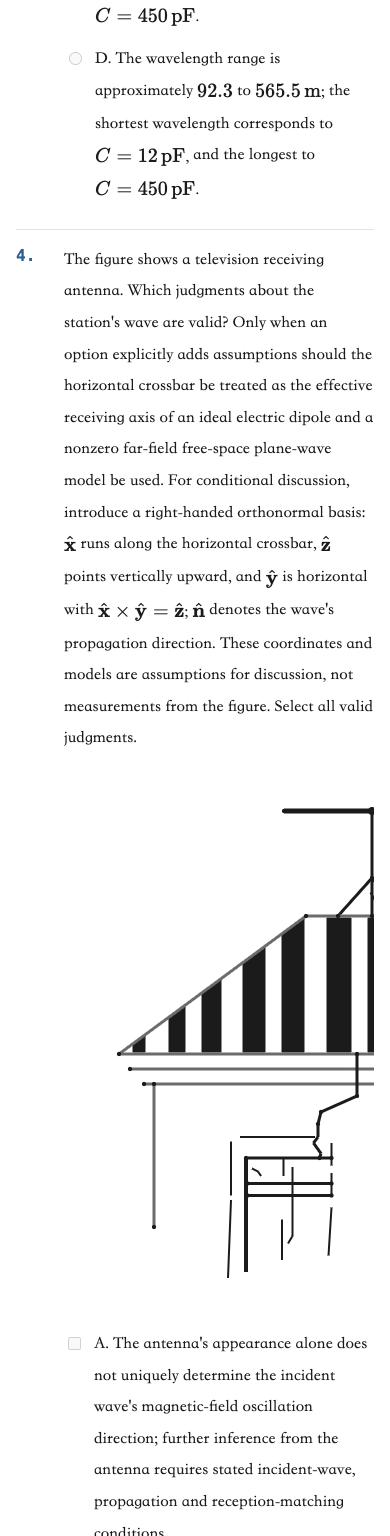 C = 450 pF.
D. The wavelength range is
approximately 92.3 to 565.5 m; the
shortest wavelength corresponds to
C = 12 pF, and the longest to
C = 450 pF.
4. The figure shows a television receiving
antenna. Which judgments about the
station's wave are valid? Only when an
option explicitly adds assumptions should the
horizontal crossbar be treated as the effective
receiving axis of an ideal electric dipole and a
nonzero far-field free-space plane-wave
model be used. For conditional discussion,
introduce a right-handed orthonormal basis:
x̂ runs along the horizontal crossbar, ẑ
points vertically upward, and ŷ is horizontal
with x̂ × ŷ = ẑ; n̂ denotes the wave's
propagation direction. These coordinates and
models are assumptions for discussion, not
measurements from the figure. Select all valid
judgments.
A. The antenna's appearance alone does
not uniquely determine the incident
wave's magnetic-field oscillation
direction; further inference from the
antenna requires stated incident-wave,
propagation and reception-matching
conditions.